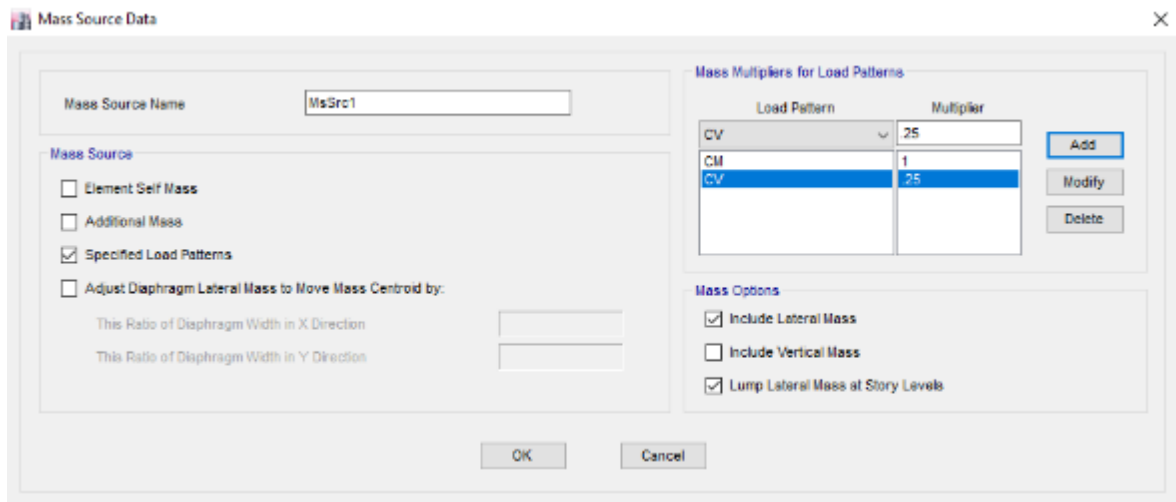 Mass Source Data
Mass Source Name
MsSrc1
Mass Source
Element Self Mass
Additional Mass
Specified Load Patterns
Adjust Diaphragm Lateral Mass to Move Mass Centroid by:
This Ratio of Diaphragm Width in X Direction
This Ratio of Diaphragm Width in Y Direction
Mass Multipliers for Load Patterns
Load Pattern Multiplier
CV .25
CM 1
CV .25
Add
Modify
Delete
Mass Options
Include Lateral Mass
Include Vertical Mass
Lump Lateral Mass at Story Levels
OK Cancel